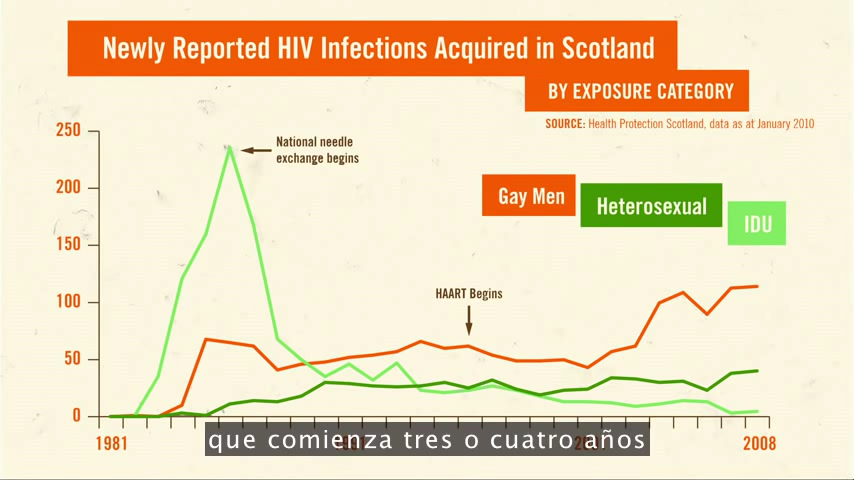 Newly Reported HIV Infections Acquired in Scotland
BY EXPOSURE CATEGORY
SOURCE: Health Protection Scotland, data as at January 2010
250
National needle
exchange begins
200
Gay Men
Heterosexual
IDU
150
HAART Begins
100
50
0
1981
2008
que comienza tres o cuatro años